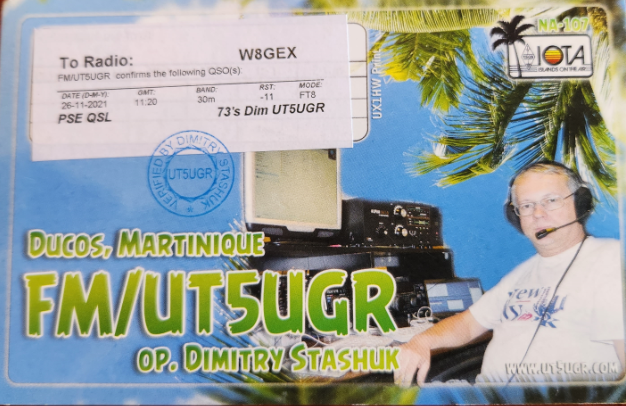 To Radio: W8GEX
FM/UT5UGR confirms the following QSO(s)
DATE (D-M-Y): GMT: BAND: RST: MODE:
26-11-2021 11:20 30m -11 FT8
PSE QSL 73's Dim UT5UGR
NA-107
IOTA
ISLANDS ON THE AIR
UX1HW Print
VERIFIED BY DIMITRY STASHUK
UT5UGR
DUCOS, MARTINIQUE
FM/UT5UGR
OP. DIMITRY STASHUK
WWW.UT5UGR.COM